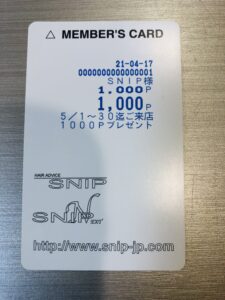 △ MEMBER'S CARD
21-04-17
0000000000000001
SNIP様
1,000P
1,000P
5/1～30迄ご来店
1000Pプレゼント
HAIR ADVICE
SNIP
SNIP
NEXT
http://www.snip-jp.com